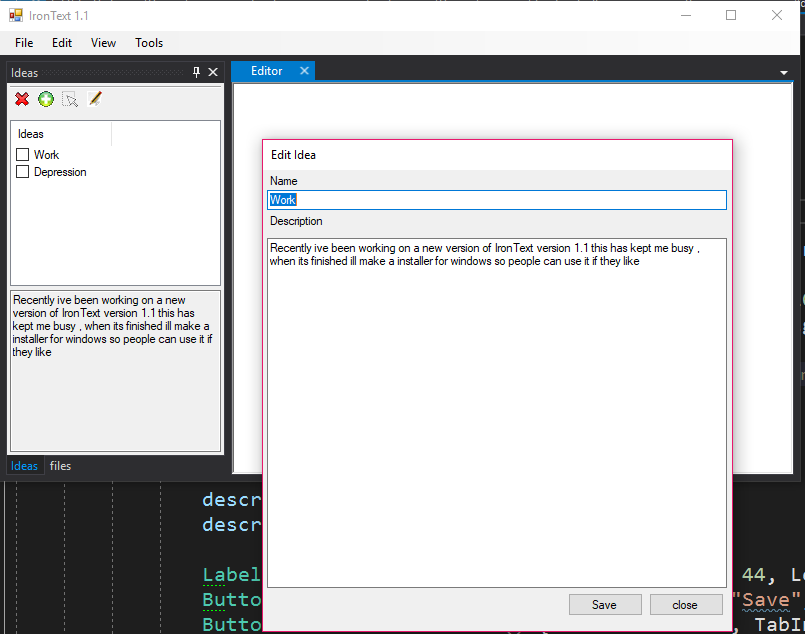 IronText 1.1
File Edit View Tools
Ideas
Editor
Ideas
Work
Depression
Recently ive been working on a new
version of IronText version 1.1 this has
kept me busy , when its finished ill make a
installer for windows so people can use it if
they like
Ideas files
Edit Idea
Name
Work
Description
Recently ive been working on a new version of IronText version 1.1 this has kept me busy ,
when its finished ill make a installer for windows so people can use it if they like
Save close
descr
descr
Label 44, L
Butto "Save"
Butto , TabIn